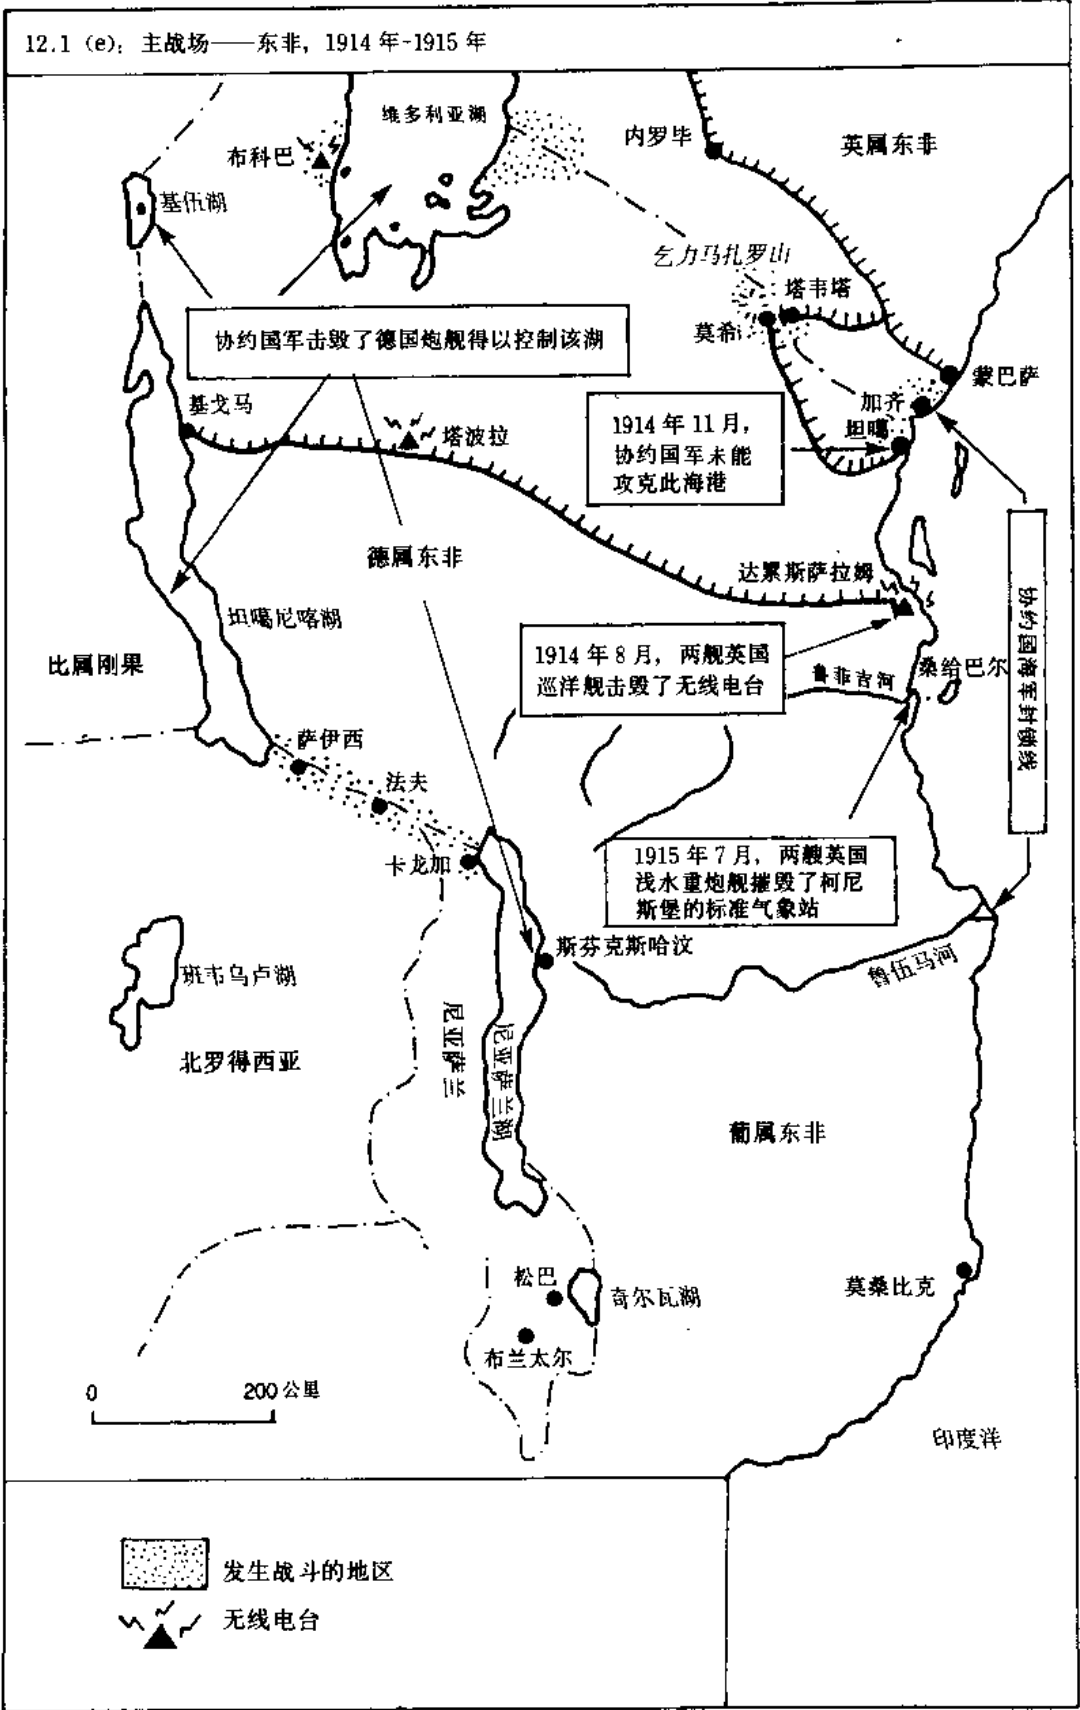 12.1 (e): 主战场——东非, 1914 年-1915 年
维多利亚湖
内罗毕
英属东非
布科巴
基伍湖
乞力马扎罗山
塔韦塔
莫希
协约国军击毁了德国炮舰得以控制该湖
蒙巴萨
基戈马
加齐
1914 年 11 月,
协约国军未能
攻克此海港
坦噶
塔波拉
德属东非
达累斯萨拉姆
协约国海军封锁线
坦噶尼喀湖
比属刚果
1914 年 8 月, 两舰英国
巡洋舰击毁了无线电台
鲁菲吉河
桑给巴尔
萨伊西
法夫
卡龙加
1915 年 7 月, 两艘英国
浅水重炮舰摧毁了柯尼
斯堡的标准气象站
斯芬克斯哈汶
鲁伍马河
班韦乌卢湖
北罗得西亚
尼亚萨兰
尼亚萨兰湖
葡属东非
松巴
奇尔瓦湖
莫桑比克
布兰太尔
0 200 公里
印度洋
发生战斗的地区
无线电台